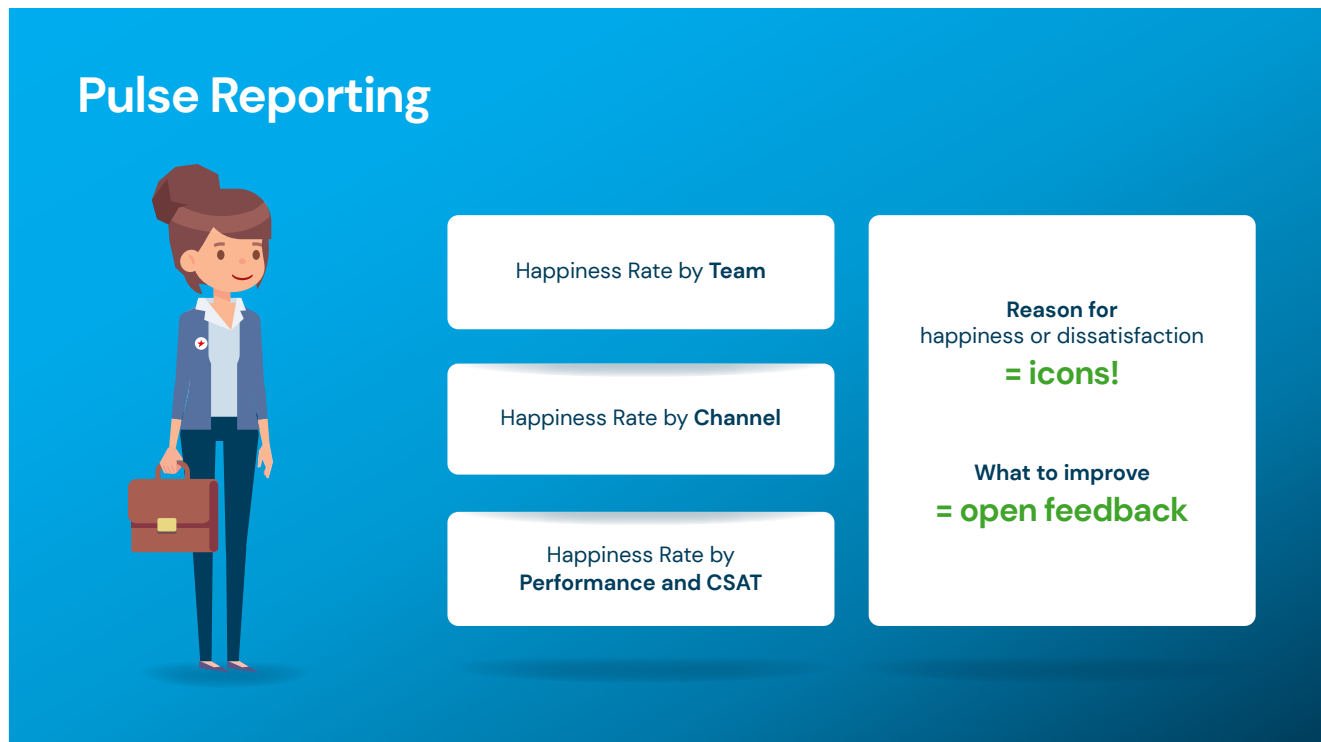 Pulse Reporting
Happiness Rate by Team
Happiness Rate by Channel
Happiness Rate by
Performance and CSAT
Reason for
happiness or dissatisfaction
= icons!
What to improve
= open feedback